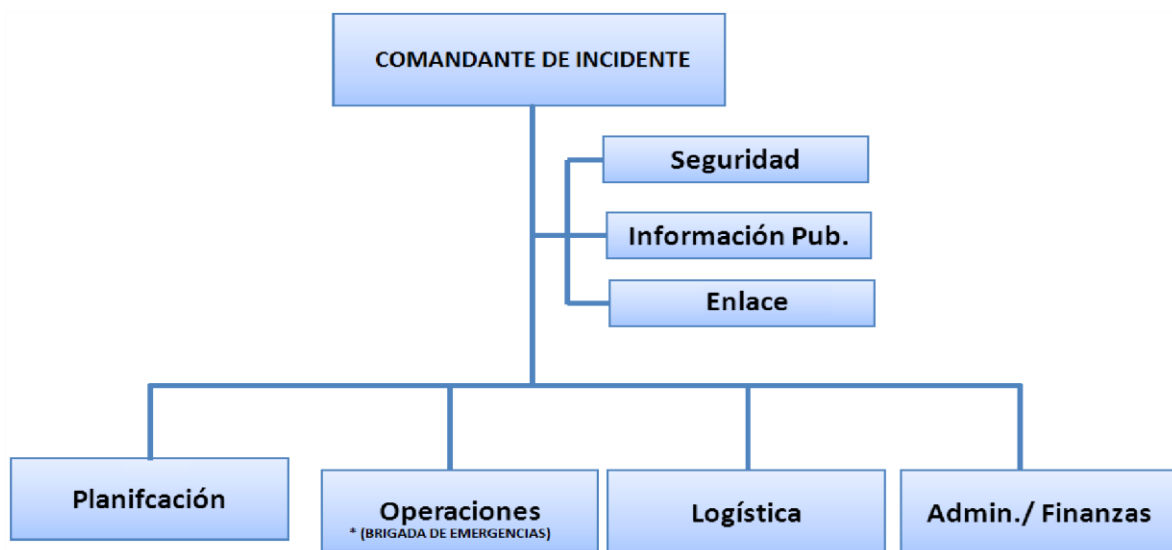 COMANDANTE DE INCIDENTE
Seguridad
Información Pub.
Enlace
Planifcación
Operaciones
* (BRIGADA DE EMERGENCIAS)
Logística
Admin./ Finanzas